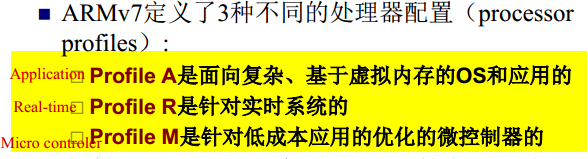 ARMv7定义了3种不同的处理器配置（processor
profiles）:
Application Profile A是面向复杂、基于虚拟内存的OS和应用的
Real-time Profile R是针对实时系统的
Micro controler Profile M是针对低成本应用的优化的微控制器的